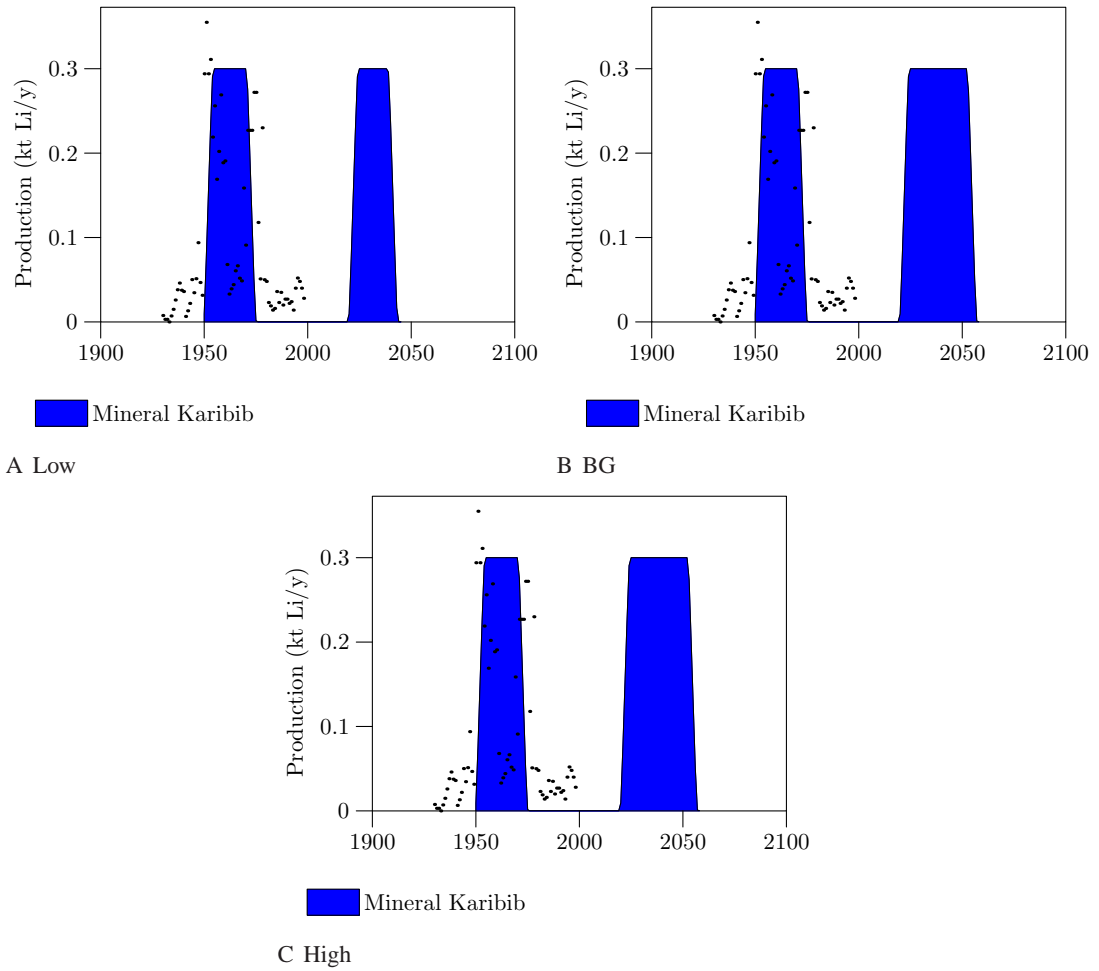 Production (kt Li/y)
0.3
0.2
0.1
0
1900 1950 2000 2050 2100
Mineral Karibib
A Low
Production (kt Li/y)
0.3
0.2
0.1
0
1900 1950 2000 2050 2100
Mineral Karibib
B BG
Production (kt Li/y)
0.3
0.2
0.1
0
1900 1950 2000 2050 2100
Mineral Karibib
C High